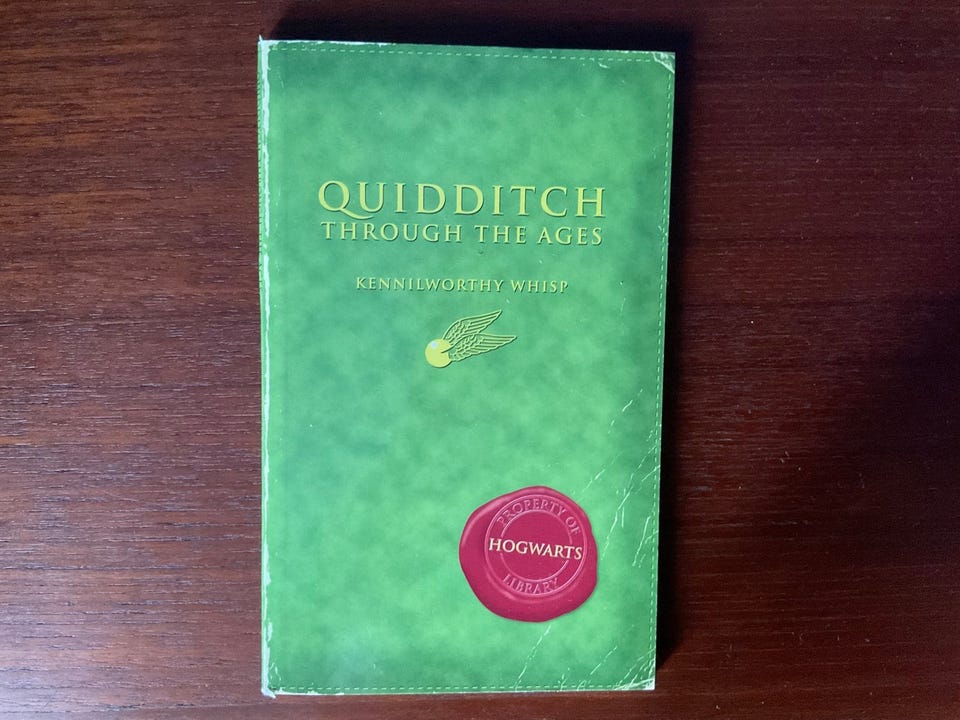 QUIDDITCH
THROUGH THE AGES
KENNILWORTHY WHISP
PROPERTY OF
HOGWARTS
LIBRARY